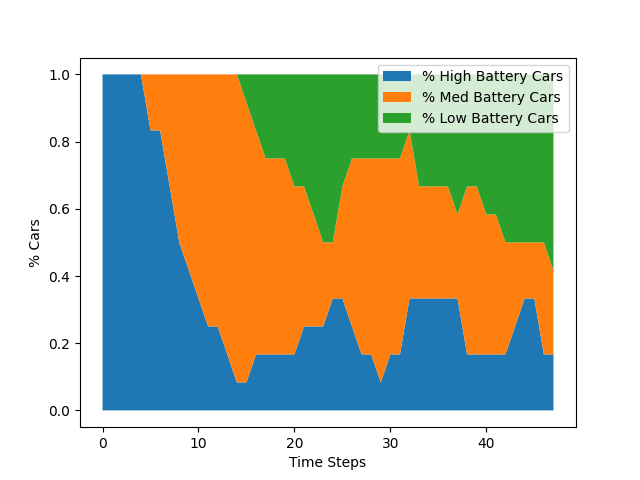 % High Battery Cars
% Med Battery Cars
% Low Battery Cars
1.0
0.8
0.6
0.4
0.2
0.0
% Cars
0 10 20 30 40
Time Steps